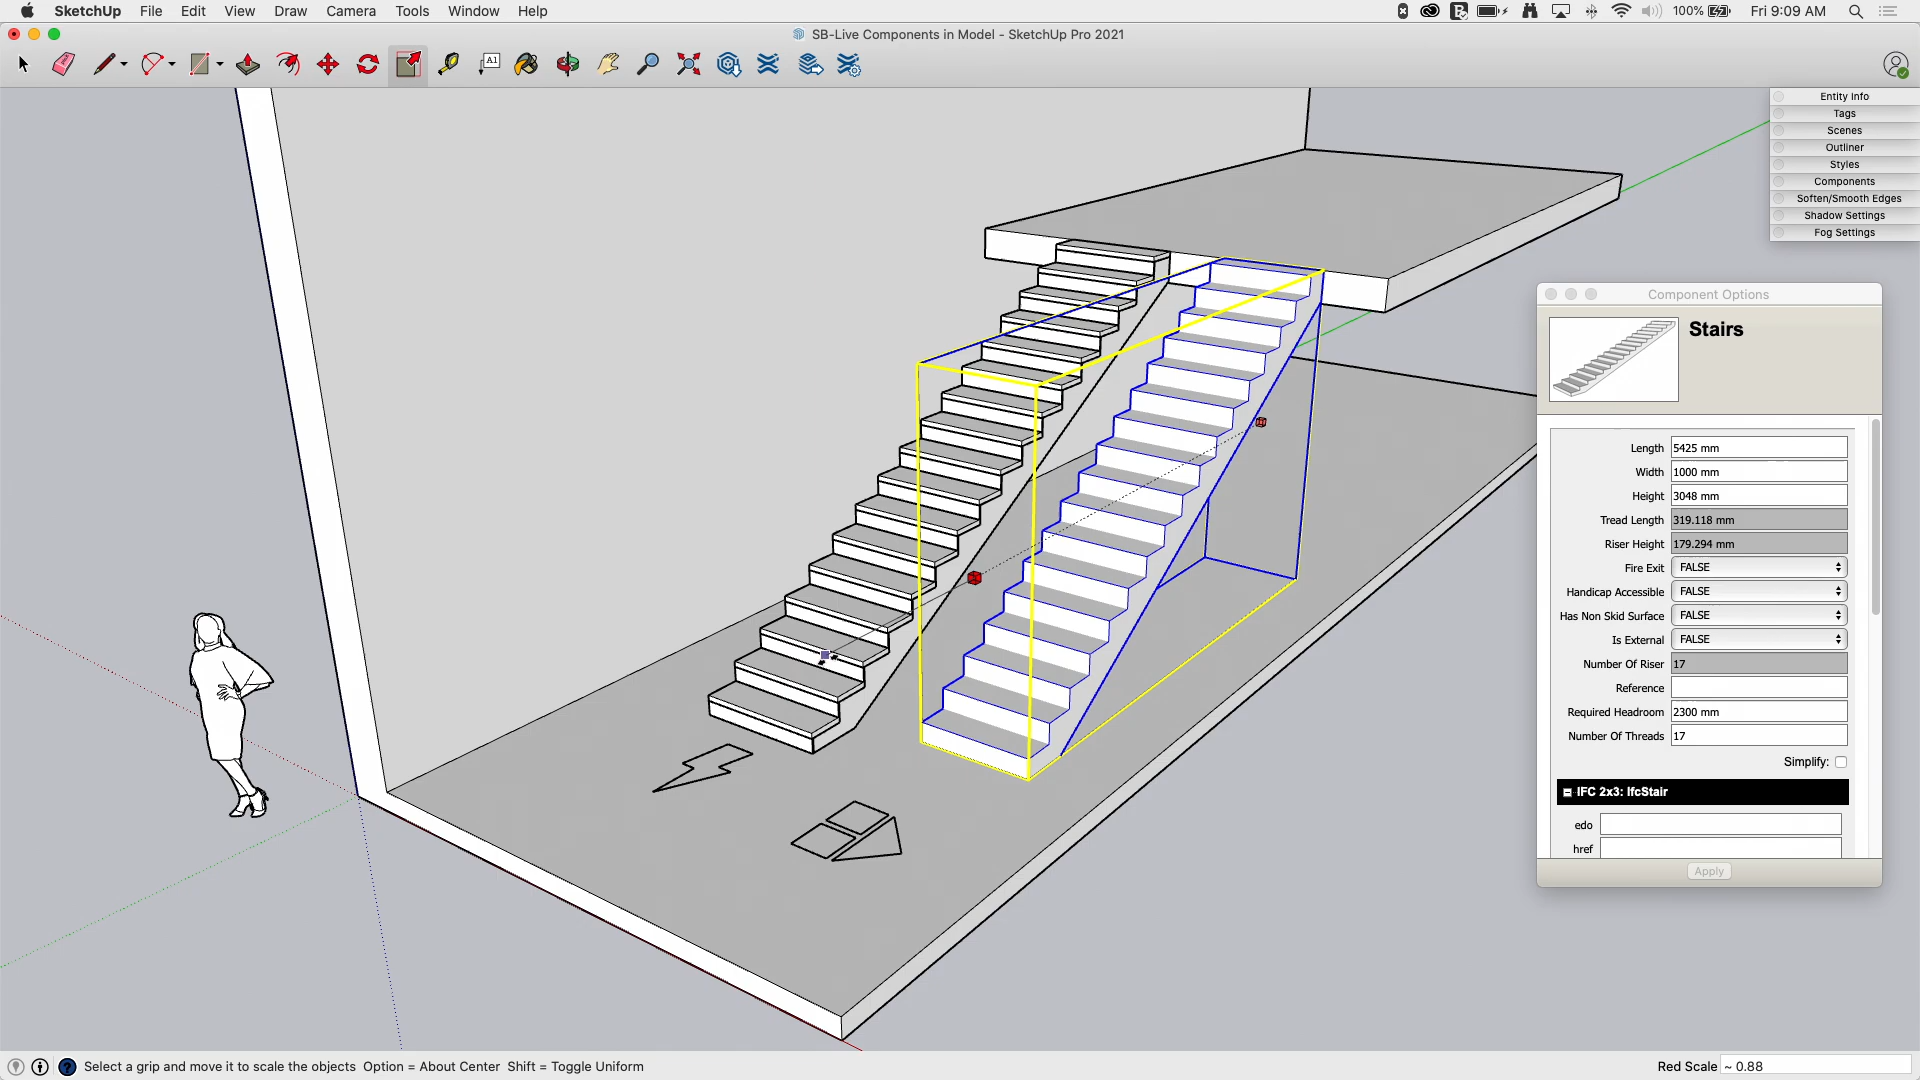 SketchUp File Edit View Draw Camera Tools Window Help 100% Fri 9:09 AM
SB-Live Components in Model - SketchUp Pro 2021
A1
Entity Info
Tags
Scenes
Outliner
Styles
Components
Soften/Smooth Edges
Shadow Settings
Fog Settings
Component Options
Stairs
Length 5425 mm
Width 1000 mm
Height 3048 mm
Tread Length 319.118 mm
Riser Height 179.294 mm
Fire Exit FALSE
Handicap Accessible FALSE
Has Non Skid Surface FALSE
Is External FALSE
Number Of Riser 17
Reference
Required Headroom 2300 mm
Number Of Threads 17
Simplify:
IFC 2x3: IfcStair
edo
href
Apply
Select a grip and move it to scale the objects Option = About Center Shift = Toggle Uniform
Red Scale ~ 0.88